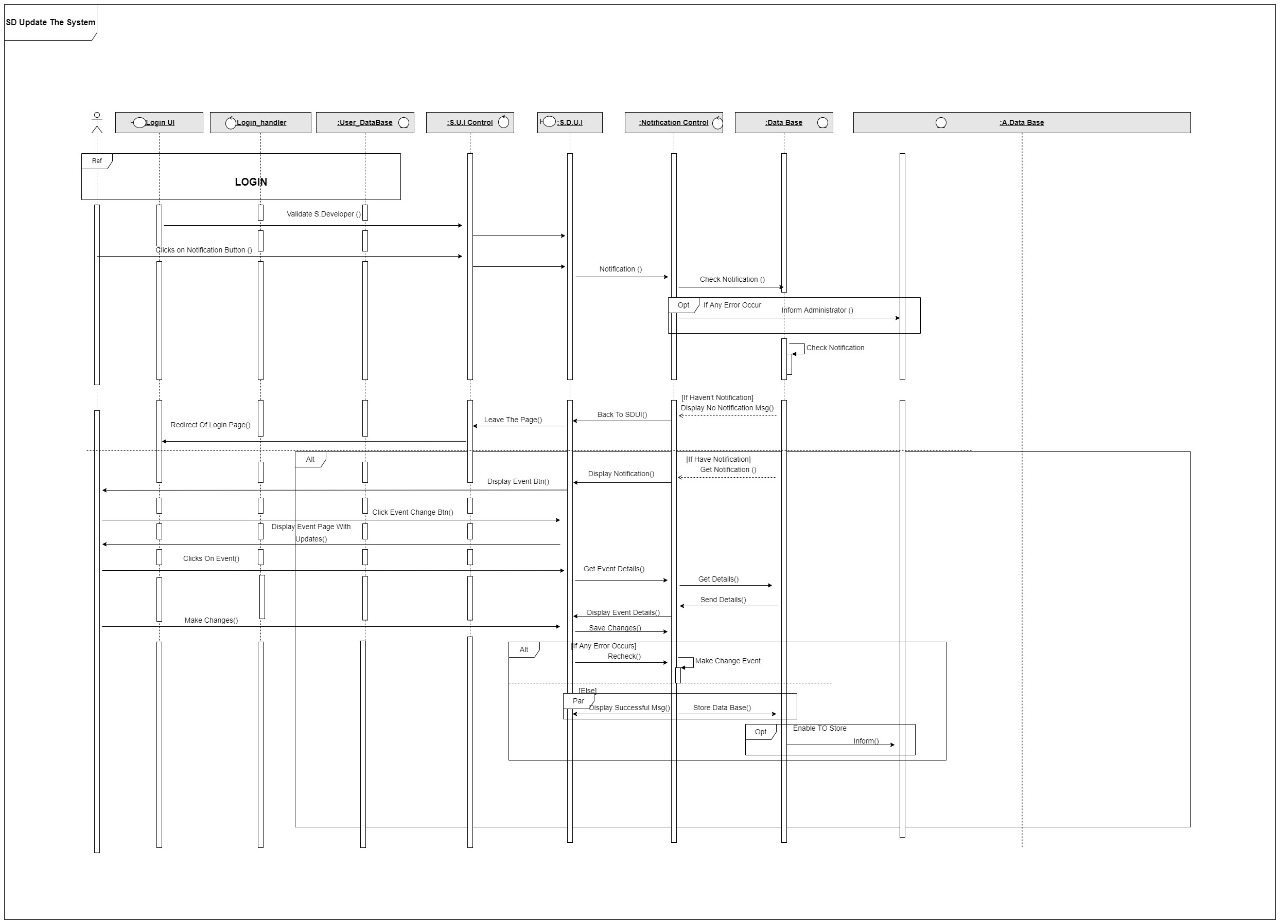 SD Update The System
Login UI
:Login_handler
:User_DataBase
:S.U.I Control
:S.D.U.I
:Notification Control
:Data Base
:A.Data Base
Ref
LOGIN
Validate S.Developer ()
Clicks on Notification Button ()
Notification ()
Check Notification ()
Opt
If Any Error Occur
Inform Administrator ()
Check Notification
[If Haven't Notification]
Display No Notification Msg()
Back To SDUI()
Leave The Page()
Redirect Of Login Page()
Alt
[If Have Notification]
Get Notification ()
Display Notification()
Display Event Btn()
Click Event Change Btn()
Display Event Page With
Updates()
Clicks On Event()
Get Event Details()
Get Details()
Send Details()
Display Event Details()
Make Changes()
Save Changes()
Alt
[If Any Error Occurs]
Recheck()
Make Change Event
[Else]
Par
Display Successful Msg()
Store Data Base()
Opt
Enable TO Store
Inform()